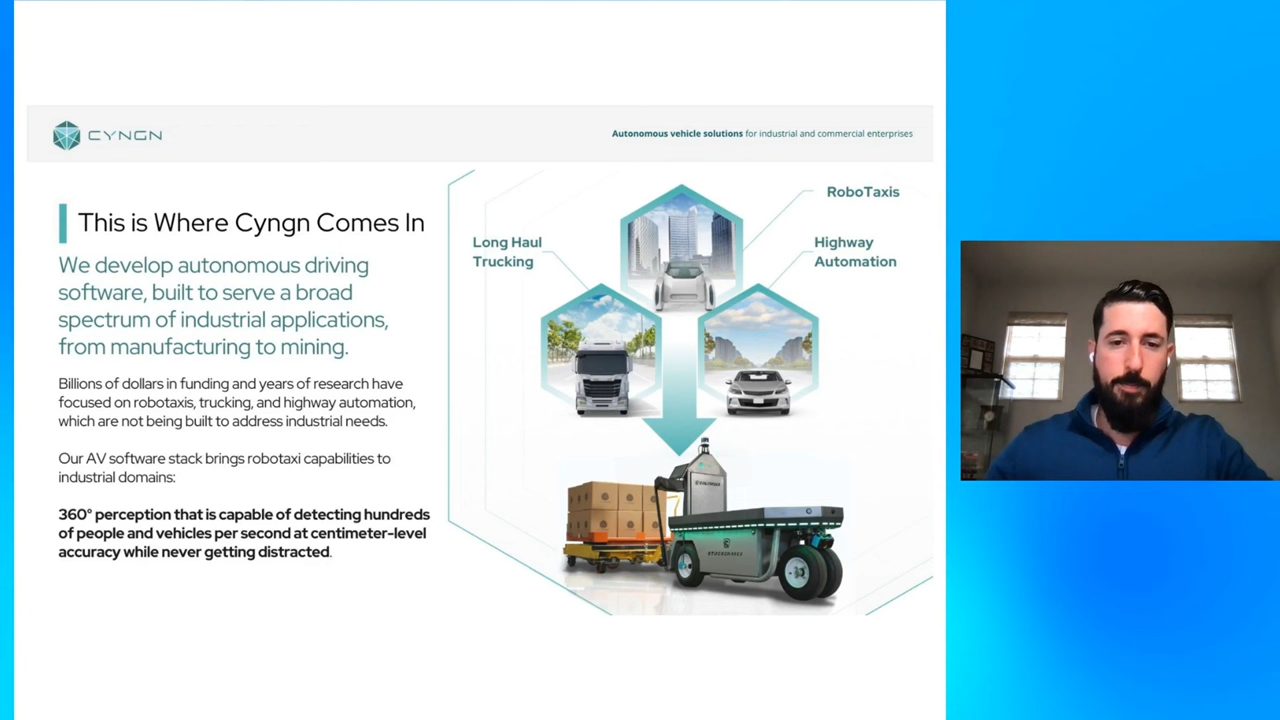 CYNGN
Autonomous vehicle solutions for industrial and commercial enterprises
This is Where Cyngn Comes In
We develop autonomous driving
software, built to serve a broad
spectrum of industrial applications,
from manufacturing to mining.
Billions of dollars in funding and years of research have
focused on robotaxis, trucking, and highway automation,
which are not being built to address industrial needs.
Our AV software stack brings robotaxi capabilities to
industrial domains:
360° perception that is capable of detecting hundreds
of people and vehicles per second at centimeter-level
accuracy while never getting distracted.
RoboTaxis
Long Haul
Trucking
Highway
Automation